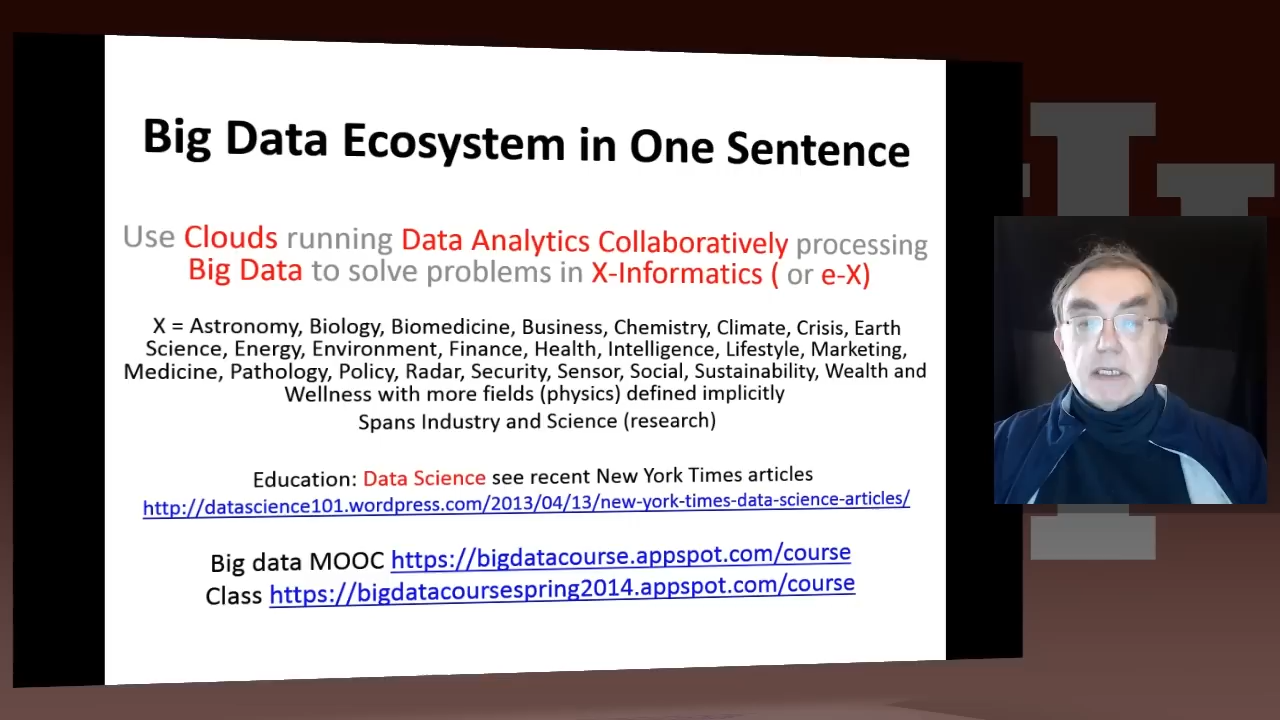 Big Data Ecosystem in One Sentence
Use Clouds running Data Analytics Collaboratively processing
Big Data to solve problems in X-Informatics ( or e-X)
X = Astronomy, Biology, Biomedicine, Business, Chemistry, Climate, Crisis, Earth
Science, Energy, Environment, Finance, Health, Intelligence, Lifestyle, Marketing,
Medicine, Pathology, Policy, Radar, Security, Sensor, Social, Sustainability, Wealth and
Wellness with more fields (physics) defined implicitly
Spans Industry and Science (research)
Education: Data Science see recent New York Times articles
http://datascience101.wordpress.com/2013/04/13/new-york-times-data-science-articles/
Big data MOOC https://bigdatacourse.appspot.com/course
Class https://bigdatacoursespring2014.appspot.com/course